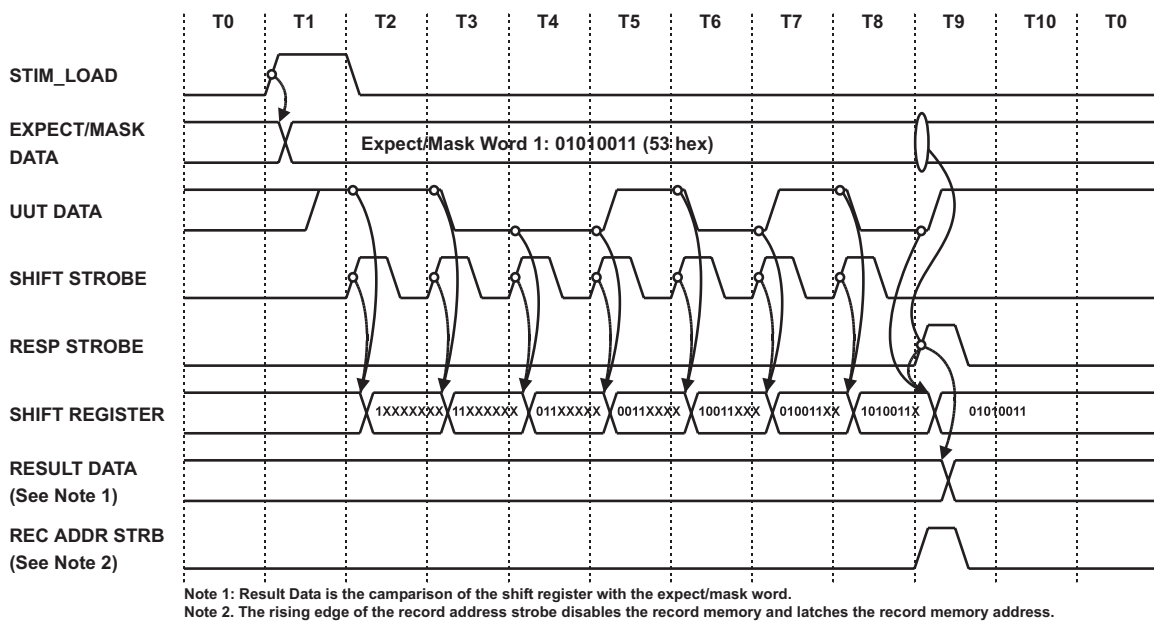 T0 T1 T2 T3 T4 T5 T6 T7 T8 T9 T10 T0
STIM_LOAD
EXPECT/MASK
DATA
Expect/Mask Word 1: 01010011 (53 hex)
UUT DATA
SHIFT STROBE
RESP STROBE
SHIFT REGISTER
1XXXXXXX 11XXXXXX 011XXXXX 0011XXXX 10011XXX 010011XX 1010011X 01010011
RESULT DATA
(See Note 1)
REC ADDR STRB
(See Note 2)
Note 1: Result Data is the camparison of the shift register with the expect/mask word.
Note 2. The rising edge of the record address strobe disables the record memory and latches the record memory address.